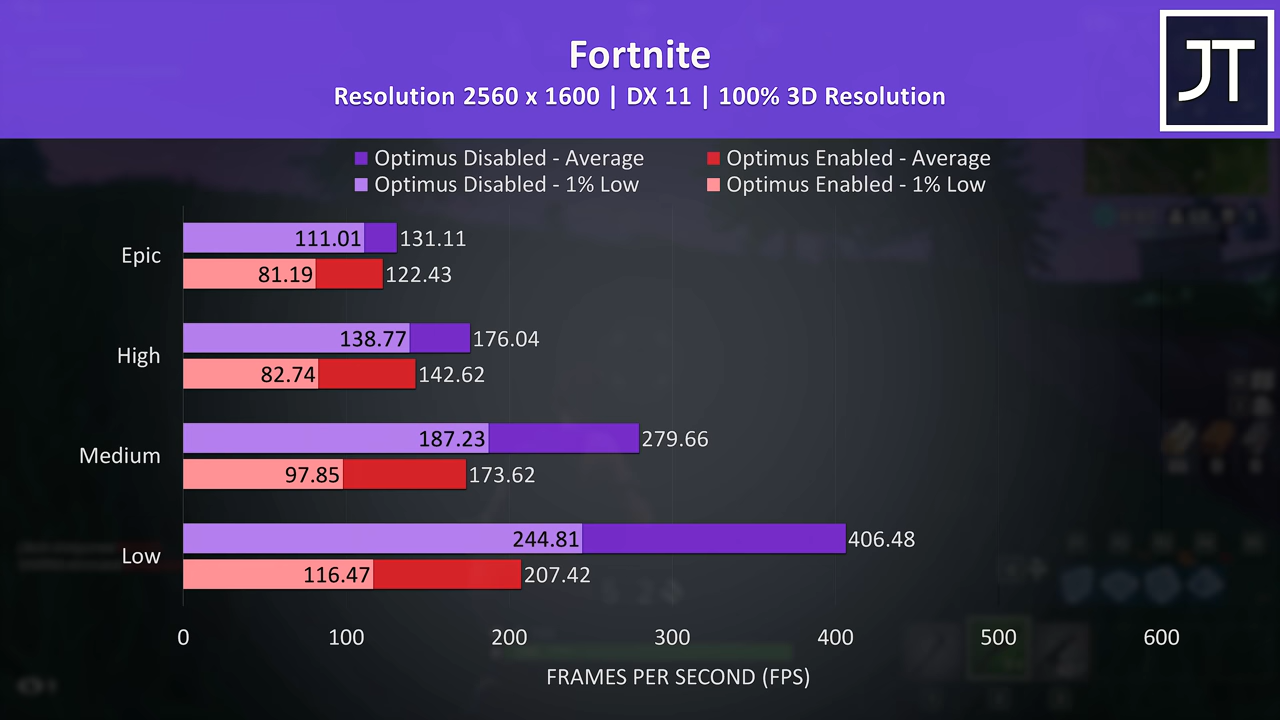 Fortnite
Resolution 2560 x 1600 | DX 11 | 100% 3D Resolution
JT
Optimus Disabled - Average
Optimus Enabled - Average
Optimus Disabled - 1% Low
Optimus Enabled - 1% Low
Epic
111.01
131.11
81.19
122.43
High
138.77
176.04
82.74
142.62
Medium
187.23
279.66
97.85
173.62
Low
244.81
406.48
116.47
207.42
0 100 200 300 400 500 600
FRAMES PER SECOND (FPS)